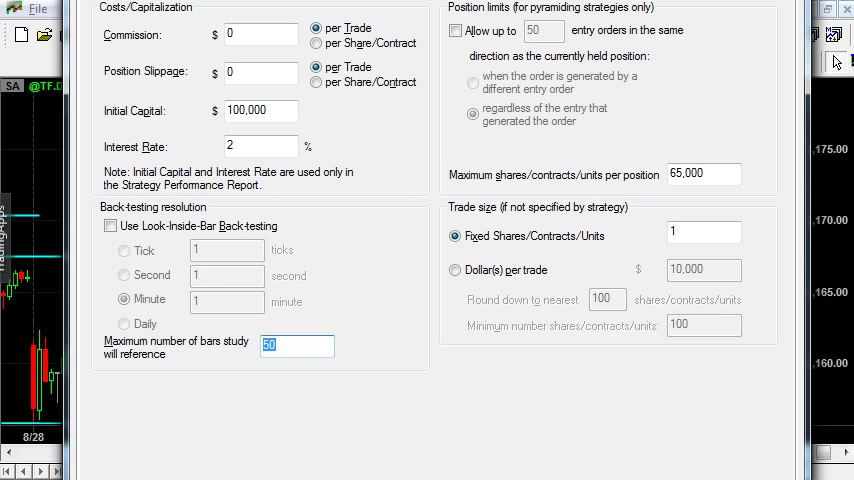 File
SA @TF.D
TradingApps
8/28
Costs/Capitalization
Commission: $ 0
per Trade
per Share/Contract
Position Slippage: $ 0
per Trade
per Share/Contract
Initial Capital: $ 100,000
Interest Rate: 2 %
Note: Initial Capital and Interest Rate are used only in
the Strategy Performance Report.
Back-testing resolution
Use Look-Inside-Bar Back-testing
Tick 1 ticks
Second 1 second
Minute 1 minute
Daily
Maximum number of bars study
will reference 50
Position limits (for pyramiding strategies only)
Allow up to 50 entry orders in the same
direction as the currently held position:
when the order is generated by a
different entry order
regardless of the entry that
generated the order
Maximum shares/contracts/units per position 65,000
Trade size (if not specified by strategy)
Fixed Shares/Contracts/Units 1
Dollar(s) per trade $ 10,000
Round down to nearest 100 shares/contracts/units
Minimum number shares/contracts/units: 100
,175.00
,170.00
,165.00
,160.00